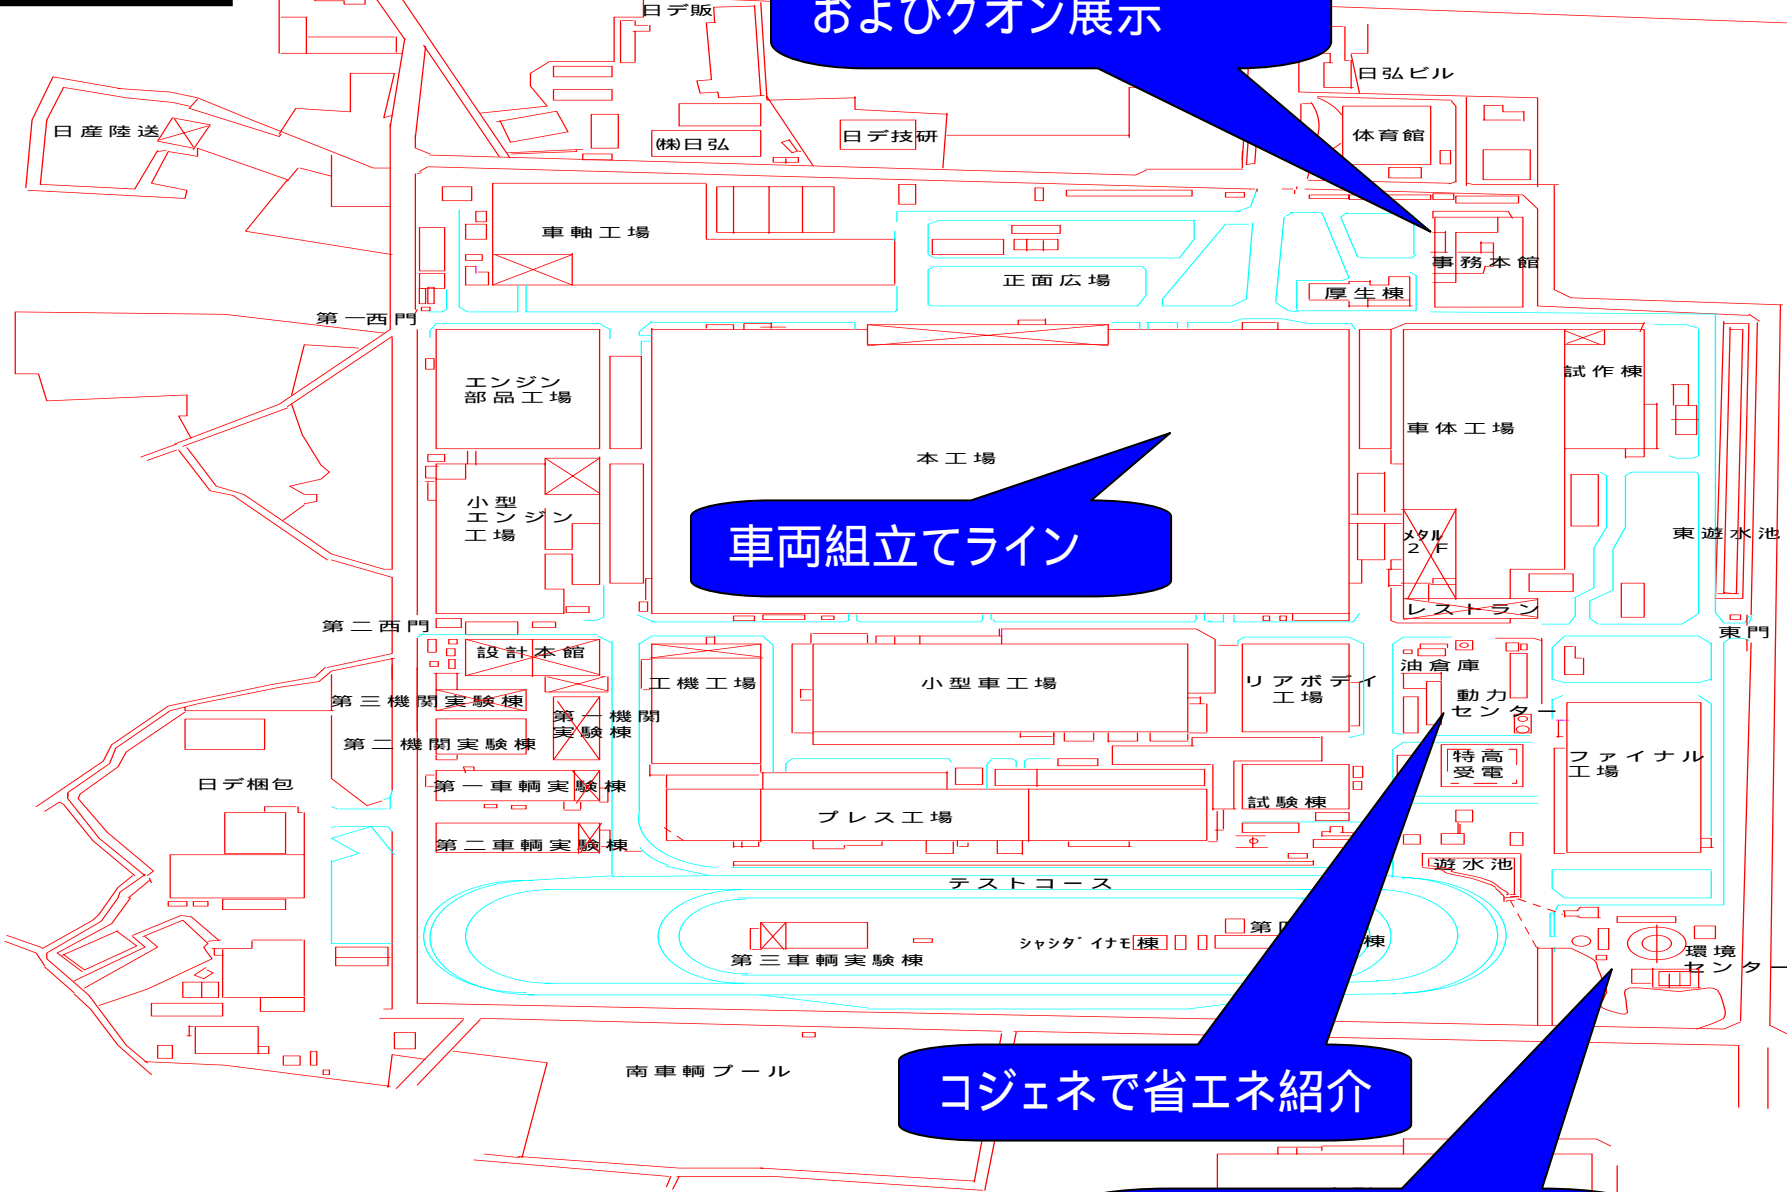 日デ販
およびクオン展示
日弘ビル
日産陸送
㈱日弘
日デ技研
体育館
車軸工場
正面広場
事務本館
厚生棟
第一西門
エンジン
部品工場
試作棟
車体工場
本工場
小型
エンジン
工場
車両組立てライン
メタル
2F
東遊水池
レストラン
第二西門
東門
設計本館
油倉庫
工機工場
小型車工場
リアボデイ
工場
動力
センター
第三機関実験棟
第一機関
実験棟
第二機関実験棟
特高
受電
ファイナル
工場
日デ梱包
第一車輌実験棟
試験棟
プレス工場
第二車輌実験棟
遊水池
テストコース
シャシダイナモ棟
第
棟
第三車輌実験棟
環境
センター
南車輌プール
コジェネで省エネ紹介